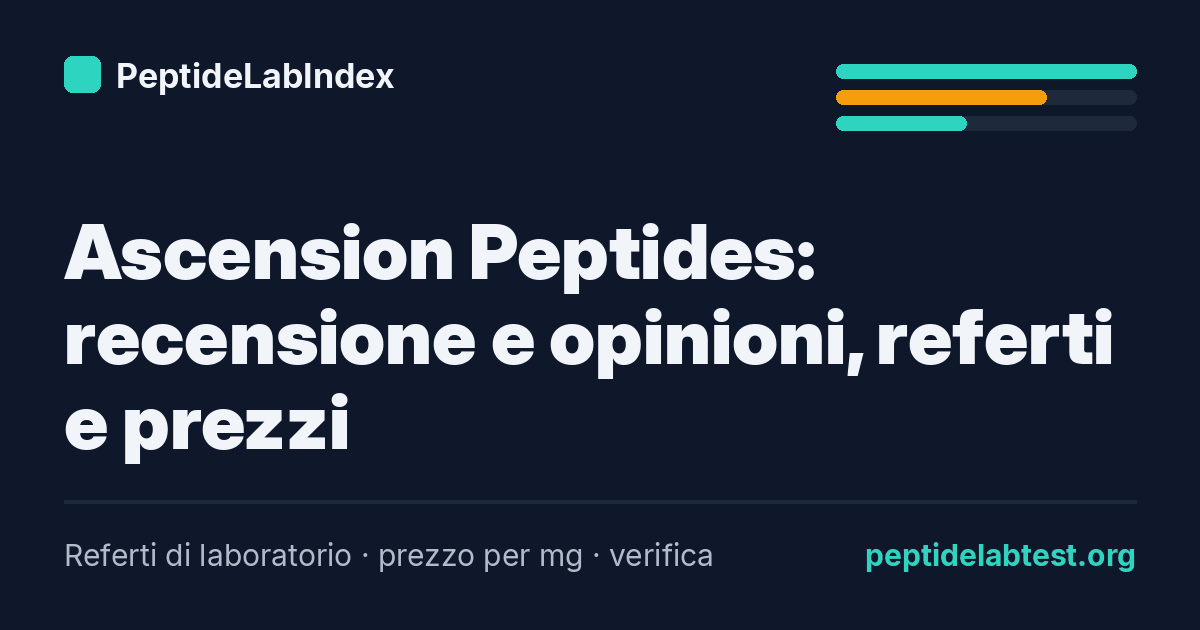 PeptideLabIndex
Ascension Peptides:
recensione e opinioni, referti
e prezzi
Referti di laboratorio · prezzo per mg · verifica
peptidelabtest.org